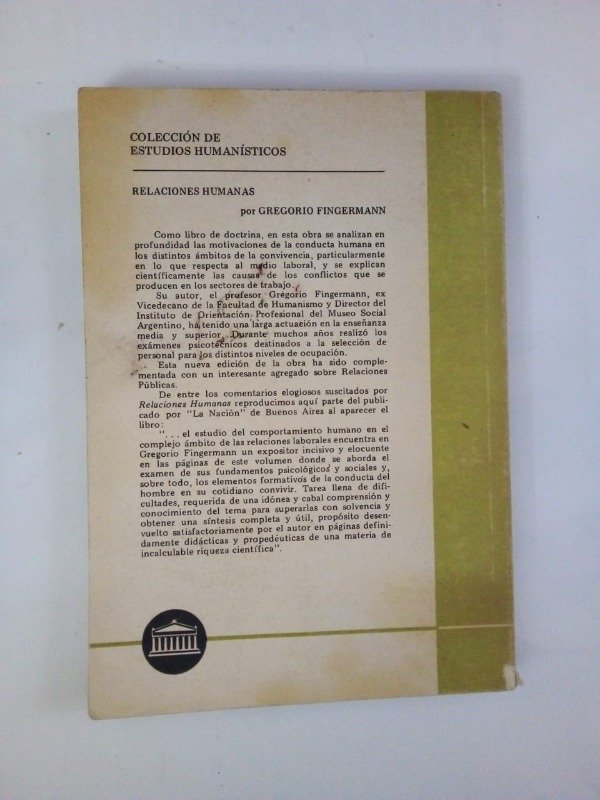 COLECCIÓN DE
ESTUDIOS HUMANÍSTICOS
RELACIONES HUMANAS
por GREGORIO FINGERMANN
Como libro de doctrina, en esta obra se analizan en
profundidad las motivaciones de la conducta humana en
los distintos ámbitos de la convivencia, particularmente
en lo que respecta al medio laboral, y se explican
científicamente las causas de los conflictos que se
producen en los sectores de trabajo.
Su autor, el profesor Gregorio Fingermann, ex
Vicedecano de la Facultad de Humanismo y Director del
Instituto de Orientación Profesional del Museo Social
Argentino, ha tenido una larga actuación en la enseñanza
media y superior. Durante muchos años realizó los
exámenes psicotécnicos destinados a la selección de
personal para los distintos niveles de ocupación.
Esta nueva edición de la obra ha sido comple-
mentada con un interesante agregado sobre Relaciones
Públicas.
De entre los comentarios elogiosos suscitados por
Relaciones Humanas reproducimos aquí parte del publi-
cado por "La Nación" de Buenos Aires al aparecer el
libro:
"... el estudio del comportamiento humano en el
complejo ámbito de las relaciones laborales encuentra en
Gregorio Fingermann un expositor incisivo y elocuente
en las páginas de este volumen donde se aborda el
examen de sus fundamentos psicológicos y sociales y,
sobre todo, los elementos formativos de la conducta del
hombre en su cotidiano convivir. Tarea llena de difi-
cultades, requerida de una idónea y cabal comprensión y
conocimiento del tema para superarlas con solvencia y
obtener una síntesis completa y útil, propósito desen-
vuelto satisfactoriamente por el autor en páginas defini-
damente didácticas y propedéuticas de una materia de
incalculable riqueza científica".